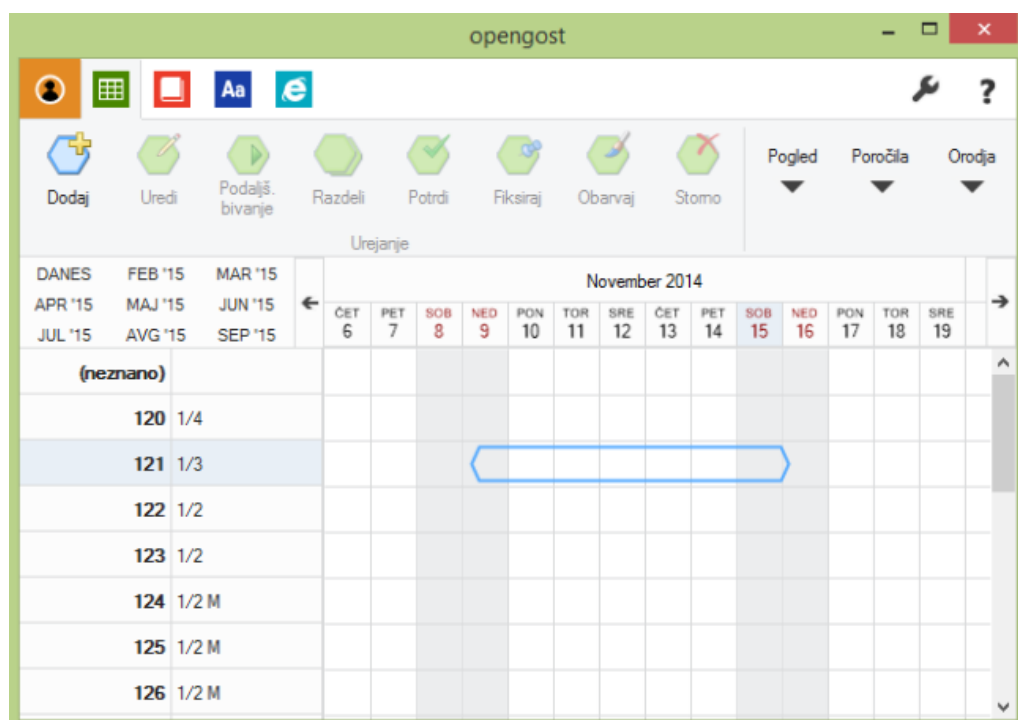 opengost
Aa
?
Dodaj Uredi Podaljš. bivanje Razdeli Potrdi Fiksiraj Obarvaj Storno Pogled Poročila Orodja
Urejanje
DANES FEB '15 MAR '15
APR '15 MAJ '15 JUN '15
JUL '15 AVG '15 SEP '15
November 2014
ČET PET SOB NED PON TOR SRE ČET PET SOB NED PON TOR SRE
6 7 8 9 10 11 12 13 14 15 16 17 18 19
(neznano)
120 1/4
121 1/3
122 1/2
123 1/2
124 1/2 M
125 1/2 M
126 1/2 M